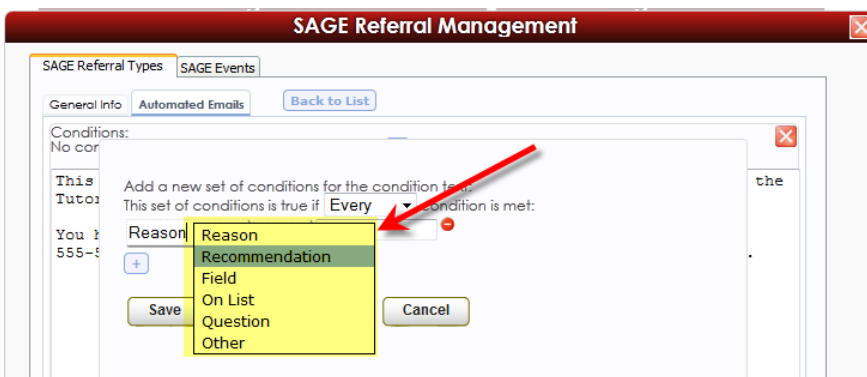 SAGE Referral Management
SAGE Referral Types SAGE Events
General Info Automated Emails Back to List
Conditions:
No con
This the
Tutor
Add a new set of conditions for the condition text:
This set of conditions is true if Every condition is met:
You h
Reason
555-5
Reason
Recommendation
Field
On List
Question
Other
+
Save Cancel